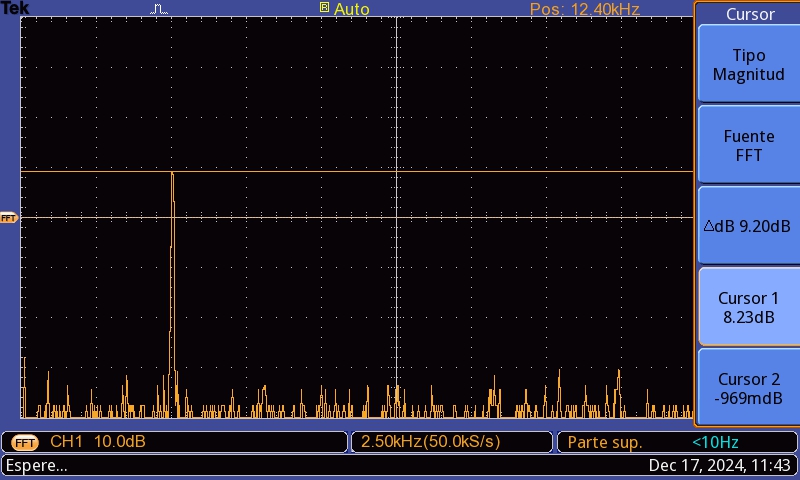 Tek
R Auto
Pos: 12.40kHz
Cursor
Tipo
Magnitud
Fuente
FFT
△dB 9.20dB
Cursor 1
8.23dB
Cursor 2
-969mdB
FFT
FFT CH1 10.0dB
2.50kHz(50.0kS/s)
Parte sup. <10Hz
Espere...
Dec 17, 2024, 11:43